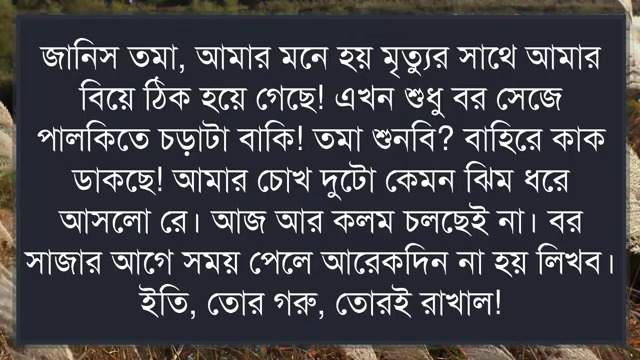 জানিস তমা, আমার মনে হয় মৃত্যুর সাথে আমার
বিয়ে ঠিক হয়ে গেছে! এখন শুধু বর সেজে
পালকিতে চড়াটা বাকি! তমা শুনবি? বাহিরে কাক
ডাকছে! আমার চোখ দুটো কেমন ঝিম ধরে
আসলো রে। আজ আর কলম চলছেই না। বর
সাজার আগে সময় পেলে আরেকদিন না হয় লিখব।
ইতি, তোর গরু, তোরই রাখাল!